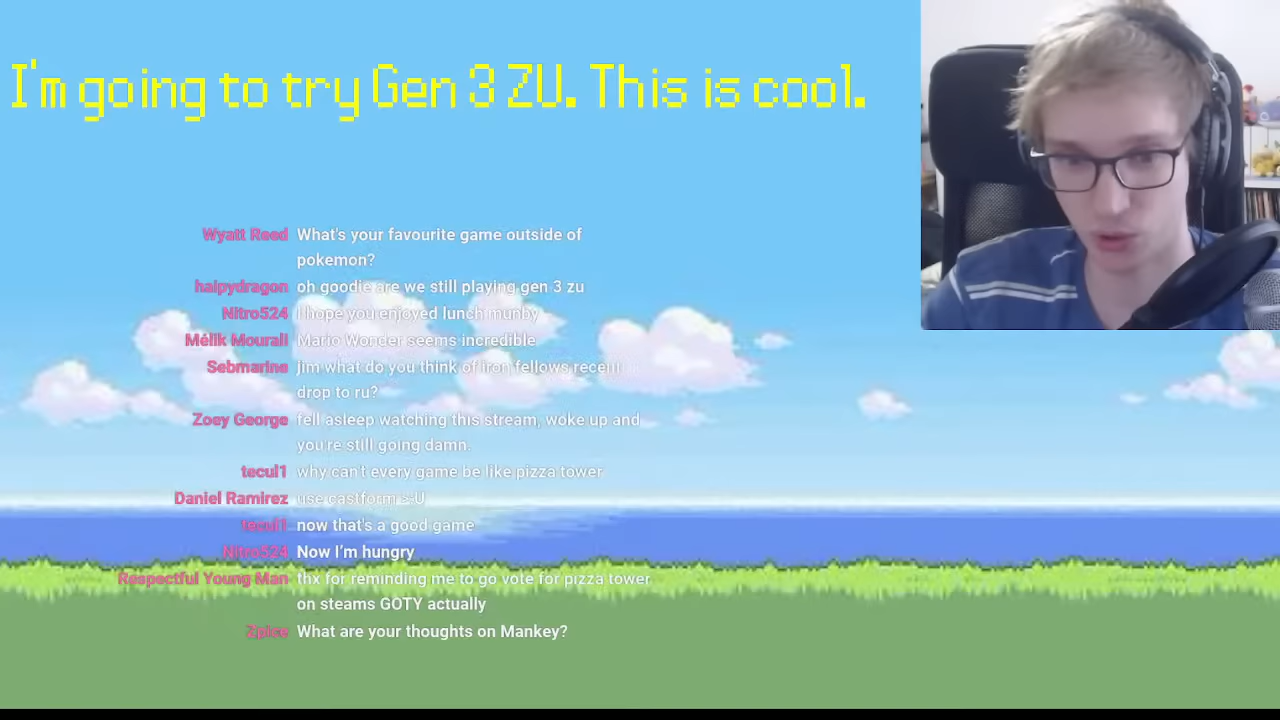 I'm going to try Gen 3 ZU. This is cool.
Wyatt Reed What's your favourite game outside of
pokemon?
haipydragon oh goodie are we still playing gen 3 zu
Nitro524 I hope you enjoyed lunch munby
Mélik Mourali Mario Wonder seems incredible
Sebmarine jim what do you think of iron fellows recent
drop to ru?
Zoey George fell asleep watching this stream, woke up and
you're still going damn.
tecul1 why can't every game be like pizza tower
Daniel Ramirez use castform >:U
tecul1 now that's a good game
Nitro524 Now I'm hungry
Respectful Young Man thx for reminding me to go vote for pizza tower
on steams GOTY actually
Zpice What are your thoughts on Mankey?